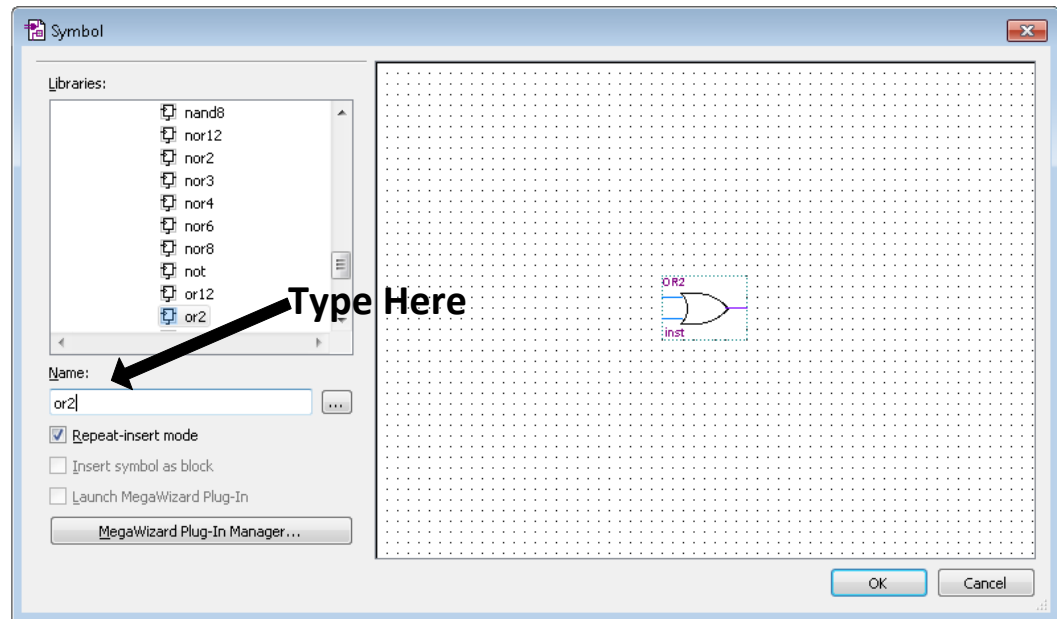 Symbol
Libraries:
nand8
nor12
nor2
nor3
nor4
nor6
nor8
not
or12
or2
Type Here
Name:
or2
...
Repeat-insert mode
Insert symbol as block
Launch MegaWizard Plug-In
MegaWizard Plug-In Manager...
OR2
inst
OK
Cancel